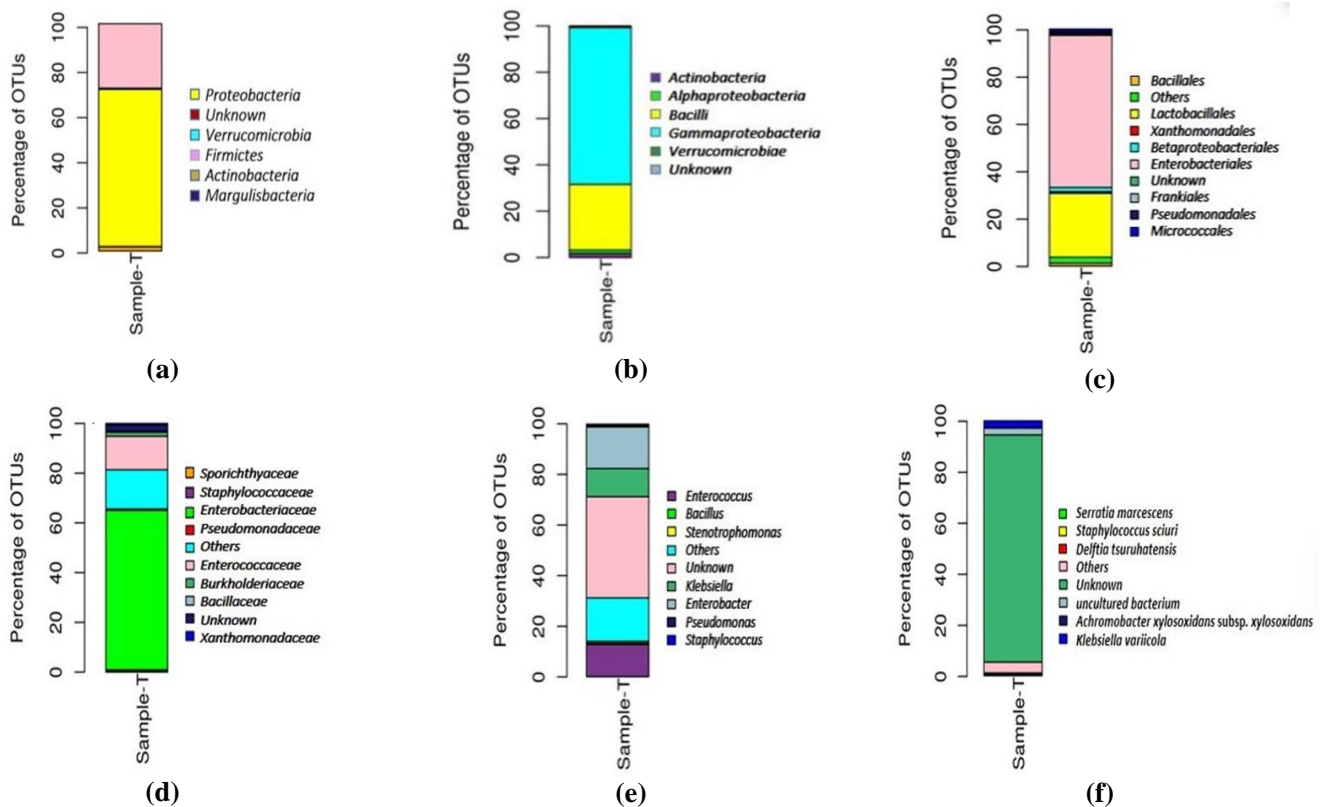 Percentage of OTUs
100
80
60
40
20
0
Sample-T
Proteobacteria
Unknown
Verrucomicrobia
Firmictes
Actinobacteria
Margulisbacteria
(a)
Percentage of OTUs
100
80
60
40
20
0
Sample-T
Actinobacteria
Alphaproteobacteria
Bacilli
Gammaproteobacteria
Verrucomicrobiae
Unknown
(b)
Percentage of OTUs
100
80
60
40
20
0
Sample-T
Bacillales
Others
Lactobacillales
Xanthomonadales
Betaproteobacteriales
Enterobacteriales
Unknown
Frankiales
Pseudomonadales
Micrococcales
(c)
Percentage of OTUs
100
80
60
40
20
0
Sample-T
Sporichthyaceae
Staphylococcaceae
Enterobacteriaceae
Pseudomonadaceae
Others
Enterococcaceae
Burkholderiaceae
Bacillaceae
Unknown
Xanthomonadaceae
(d)
Percentage of OTUs
100
80
60
40
20
0
Sample-T
Enterococcus
Bacillus
Stenotrophomonas
Others
Unknown
Klebsiella
Enterobacter
Pseudomonas
Staphylococcus
(e)
Percentage of OTUs
100
80
60
40
20
0
Sample-T
Serratia marcescens
Staphylococcus sciuri
Delftia tsuruhatensis
Others
Unknown
uncultured bacterium
Achromobacter xylosoxidans subsp. xylosoxidans
Klebsiella variicola
(f)